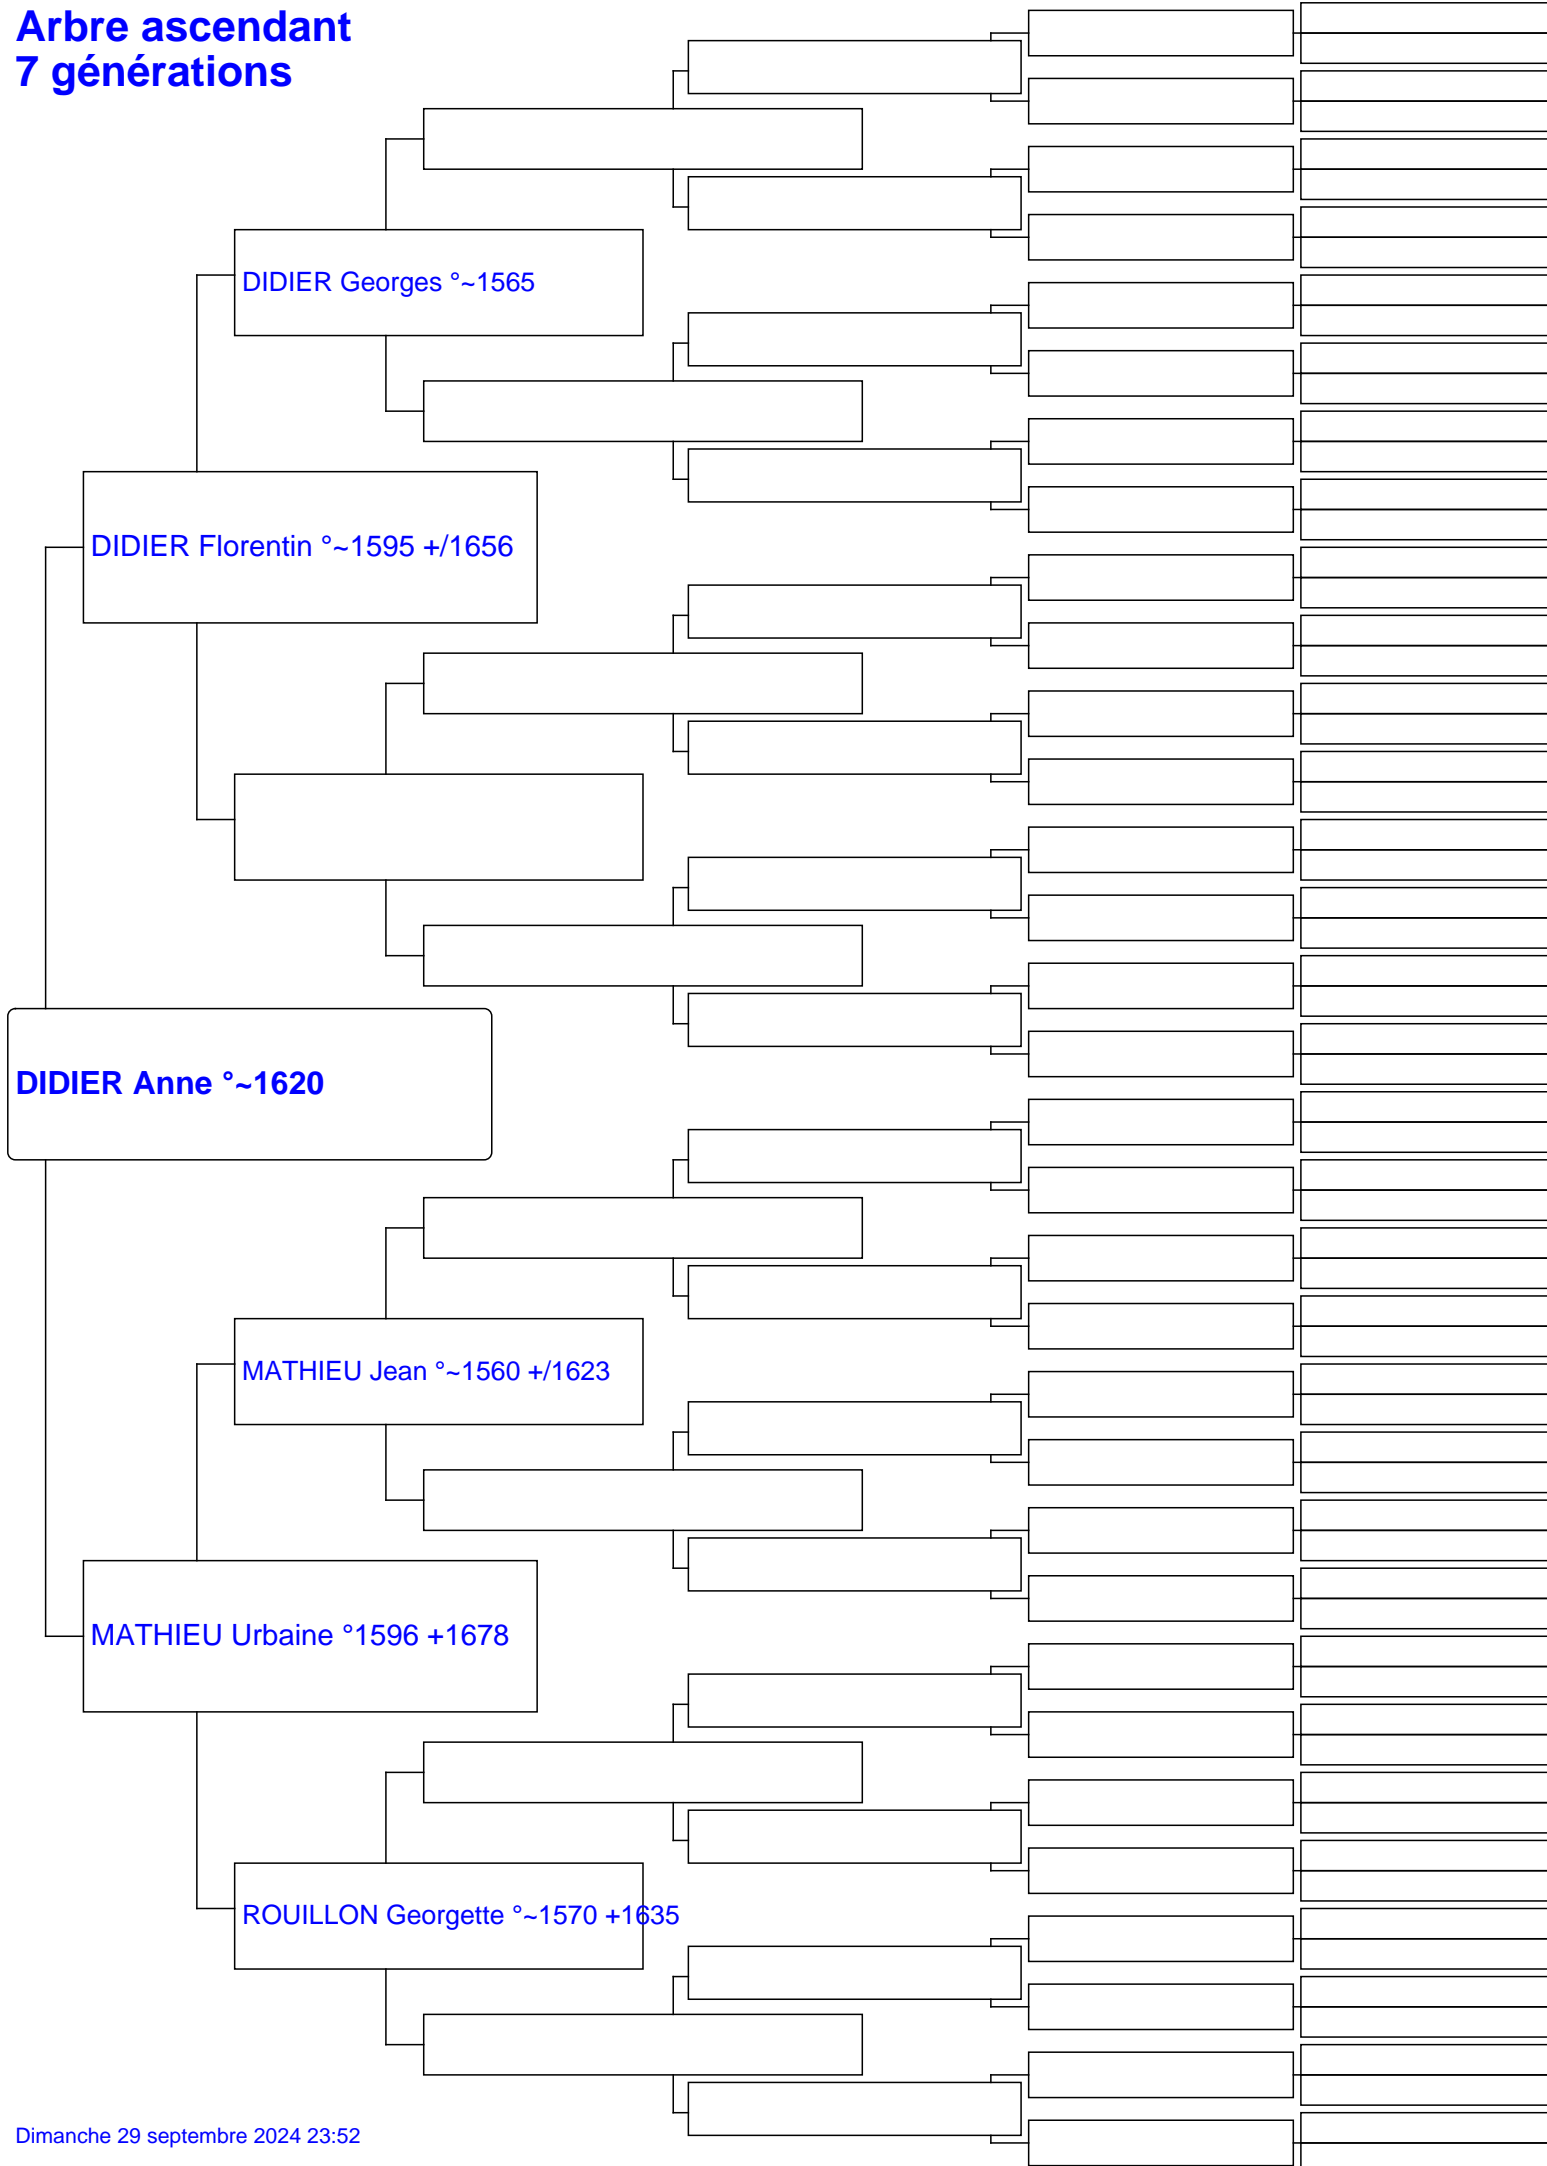 Arbre ascendant
7 générations
DIDIER Georges °~1565
DIDIER Florentin °~1595 +/1656
DIDIER Anne °~1620
MATHIEU Jean °~1560 +/1623
MATHIEU Urbaine °1596 +1678
ROUILLON Georgette °~1570 +1635
Dimanche 29 septembre 2024 23:52